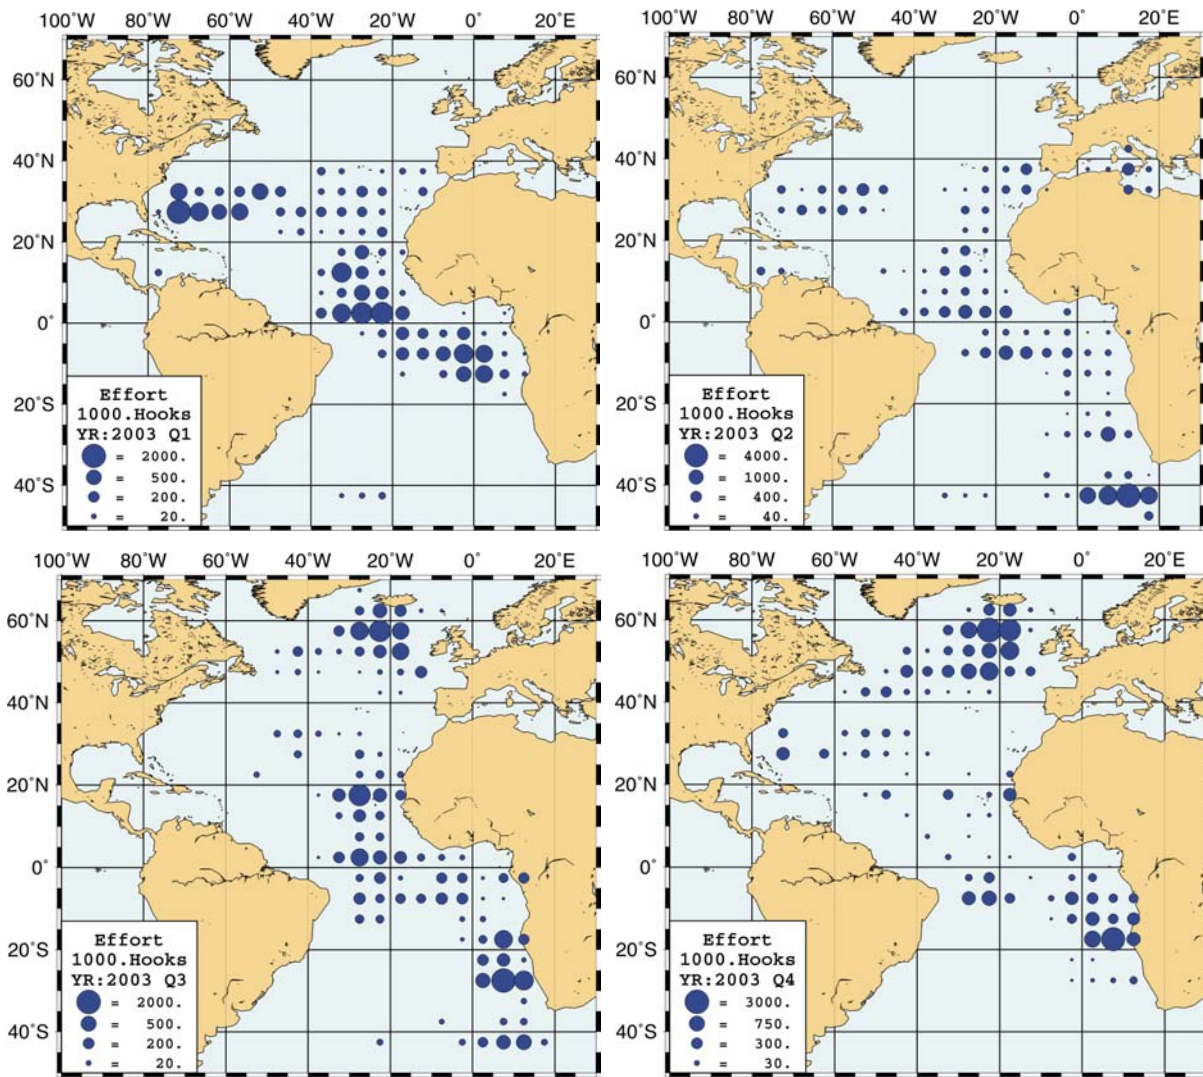 100°W 80°W 60°W 40°W 20°W 0° 20°E
60°N
40°N
20°N
0°
20°S
40°S
Effort
1000.Hooks
YR:2003 Q1
= 2000.
= 500.
= 200.
= 20.
100°W 80°W 60°W 40°W 20°W 0° 20°E
60°N
40°N
20°N
0°
20°S
40°S
Effort
1000.Hooks
YR:2003 Q2
= 4000.
= 1000.
= 400.
= 40.
100°W 80°W 60°W 40°W 20°W 0° 20°E
60°N
40°N
20°N
0°
20°S
40°S
Effort
1000.Hooks
YR:2003 Q3
= 2000.
= 500.
= 200.
= 20.
100°W 80°W 60°W 40°W 20°W 0° 20°E
60°N
40°N
20°N
0°
20°S
40°S
Effort
1000.Hooks
YR:2003 Q4
= 3000.
= 750.
= 300.
= 30.